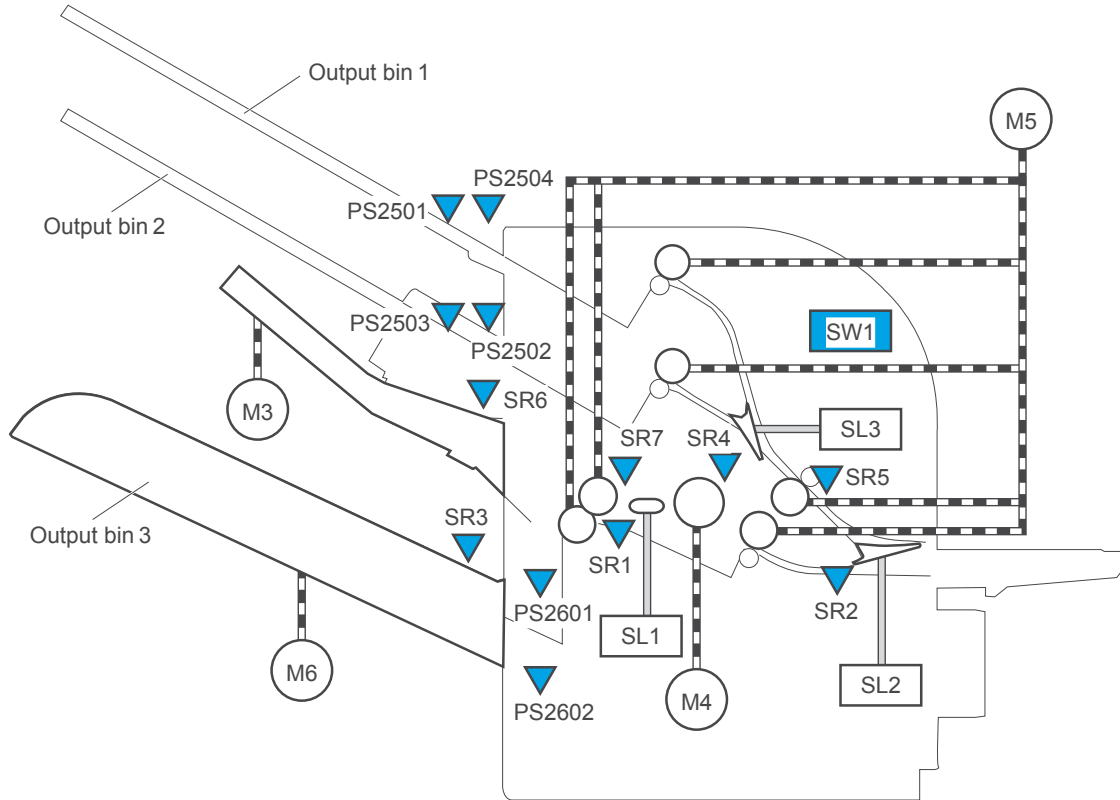 Output bin 1
M5
PS2504
PS2501
Output bin 2
PS2503
PS2502
SW1
M3
SR6
SR7
SR4
SL3
SR5
Output bin 3
SR3
SR1
PS2601
SR2
SL1
M6
SL2
M4
PS2602